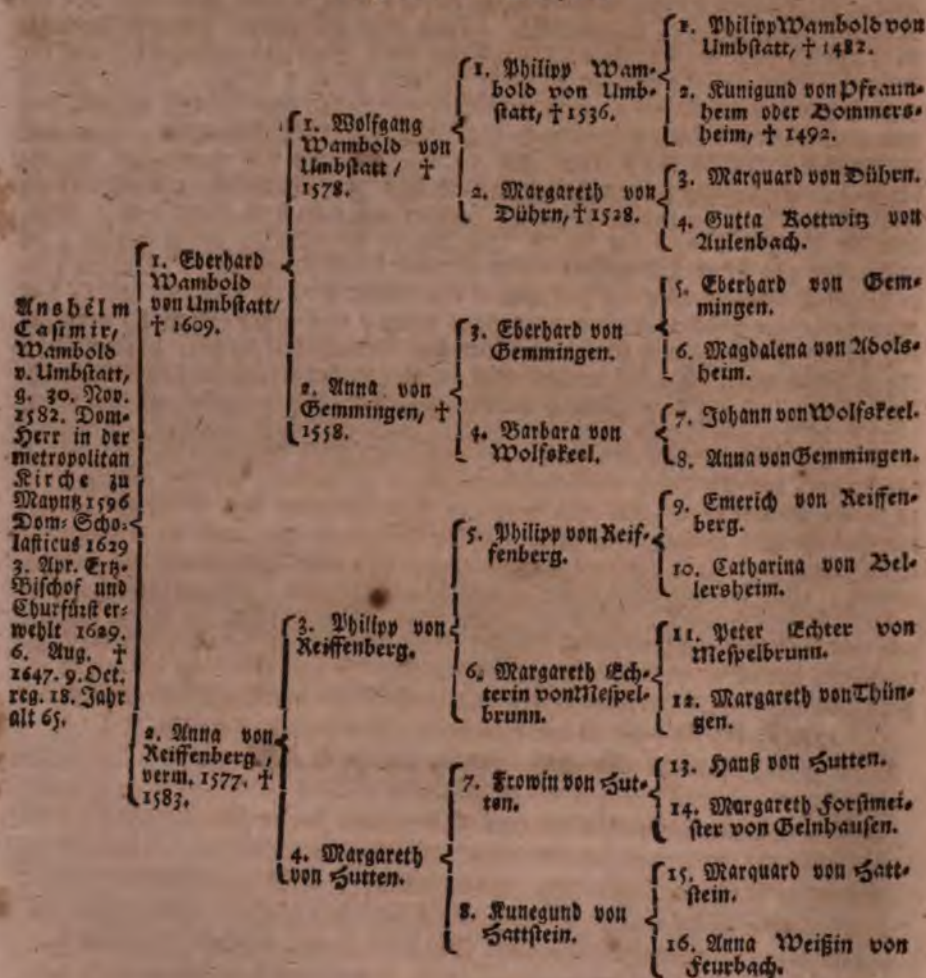 Anshelm
Casimir,
Wambold
v. Umbstatt,
g. 30. Nov.
1582. Dom-
Herr in der
metropolitan
Kirche zu
Mayntz 1596
Dom-Scho-
lasticus 1629
3. Apr. Ertz-
Bischof und
Churfürst er-
wehlt 1629.
6. Aug. †
1647. 9. Oct.
reg. 18. Jahr
alt 65.
1. Eberhard
Wambold
von Umbstatt/
† 1609.
2. Anna von
Reiffenberg,
verm. 1577. †
1583.
1. Wolfgang
Wambold von
Umbstatt / †
1578.
2. Anna von
Gemmingen, †
1558.
3. Philipp von
Reiffenberg.
4. Margareth
von Hutten.
1. Philipp Wam-
bold von Umb-
statt, † 1536.
2. Margareth von
Dührn, † 1528.
3. Eberhard von
Gemmingen.
4. Barbara von
Wolfskeel.
5. Philipp von Reif-
fenberg.
6. Margareth Ech-
terin von Mespel-
brunn.
7. Frowin von Hut-
ten.
8. Kunegund von
Hattstein.
1. Philipp Wambold von
Umbstatt, † 1482.
2. Kunigund von Pfraun-
heim oder Bommers-
heim, † 1492.
3. Marquard von Dührn.
4. Gutta Kottwitz von
Aulenbach.
5. Eberhard von Gem-
mingen.
6. Magdalena von Adols-
heim.
7. Johann von Wolfskeel.
8. Anna von Gemmingen.
9. Emerich von Reiffen-
berg.
10. Catharina von Bel-
lersheim.
11. Peter Echter von
Mespelbrunn.
12. Margareth von Thün-
gen.
13. Hanß von Hutten.
14. Margareth Forstmei-
ster von Gelnhausen.
15. Marquard von Hatt-
stein.
16. Anna Weißin von
Feurbach.